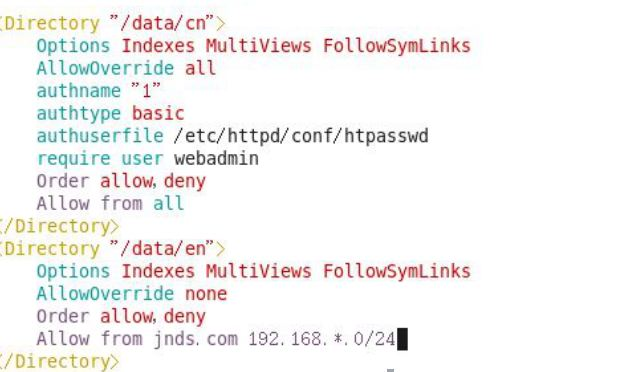 (Directory "/data/cn">
Options Indexes MultiViews FollowSymLinks
AllowOverride all
authname "1"
authtype basic
authuserfile /etc/httpd/conf/htpasswd
require user webadmin
Order allow,deny
Allow from all
(/Directory>
(Directory "/data/en">
Options Indexes MultiViews FollowSymLinks
AllowOverride none
Order allow,deny
Allow from jnds.com 192.168.*.0/24
(/Directory>